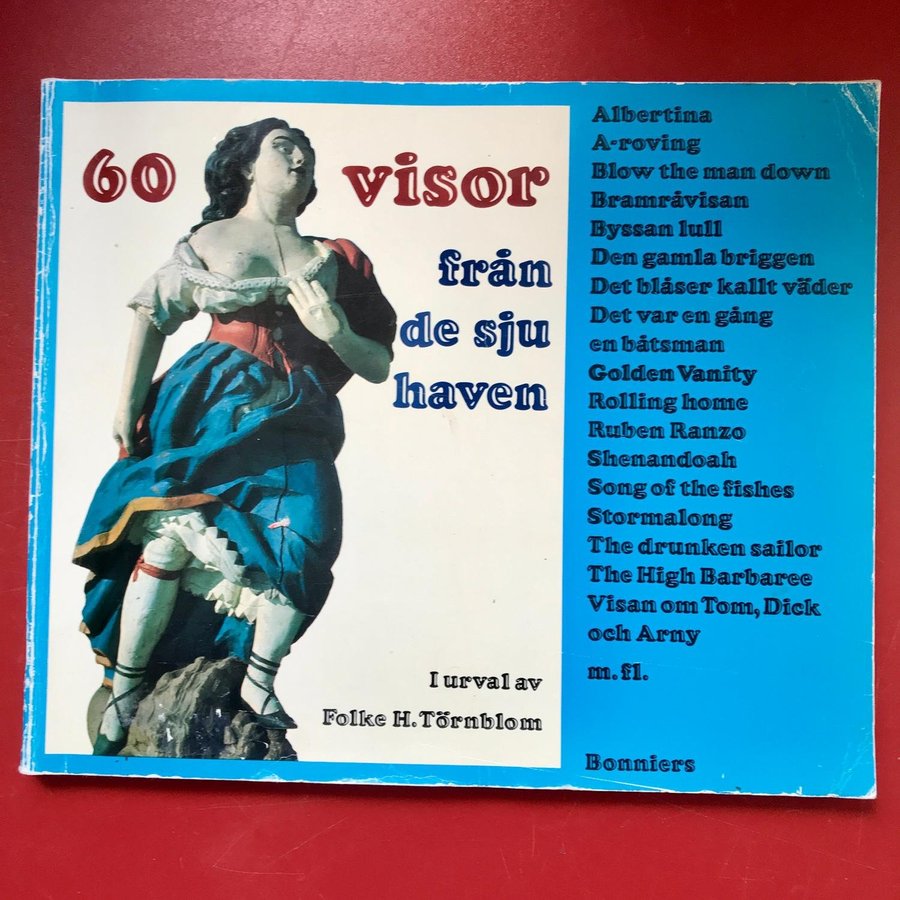 60 visor
från
de sju
haven
I urval av
Folke H. Törnblom
Albertina
A-roving
Blow the man down
Bramråvisan
Byssan lull
Den gamla briggen
Det blåser kallt väder
Det var en gång
en båtsman
Golden Vanity
Rolling home
Ruben Ranzo
Shenandoah
Song of the fishes
Stormalong
The drunken sailor
The High Barbaree
Visan om Tom, Dick
och Arny
m. fl.
Bonniers